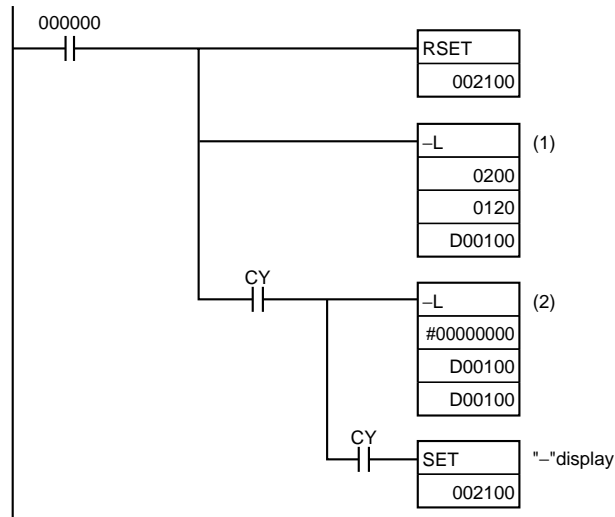 000000
RSET
002100
–L (1)
0200
0120
D00100
CY
–L (2)
#00000000
D00100
D00100
CY
SET "–"display
002100